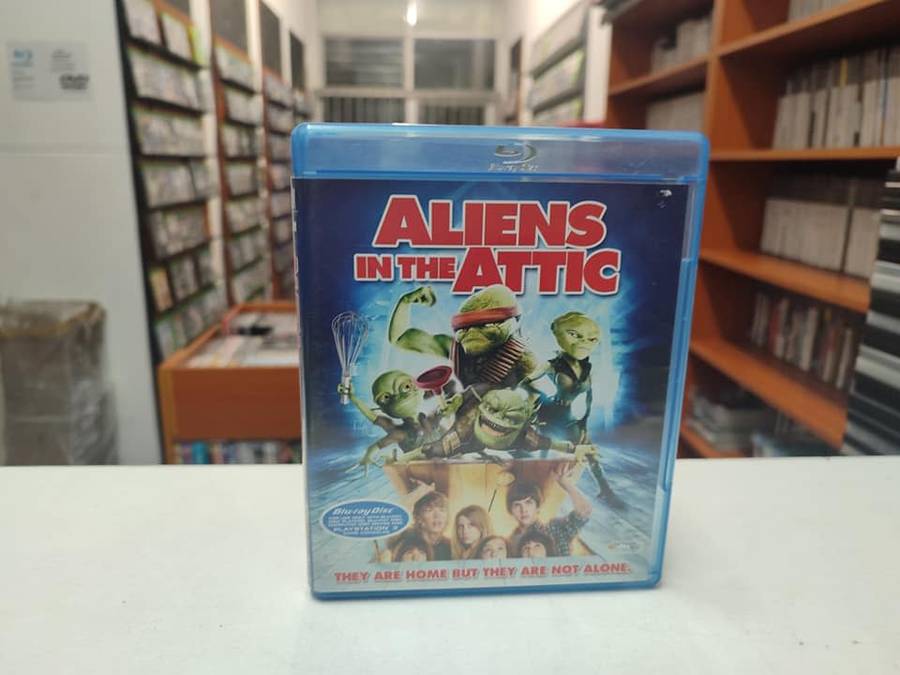 Blu-ray Disc
ALIENS
IN THE ATTIC
Blu-ray Disc
PLAYSTATION 3
THEY ARE HOME BUT THEY ARE NOT ALONE.
DVD